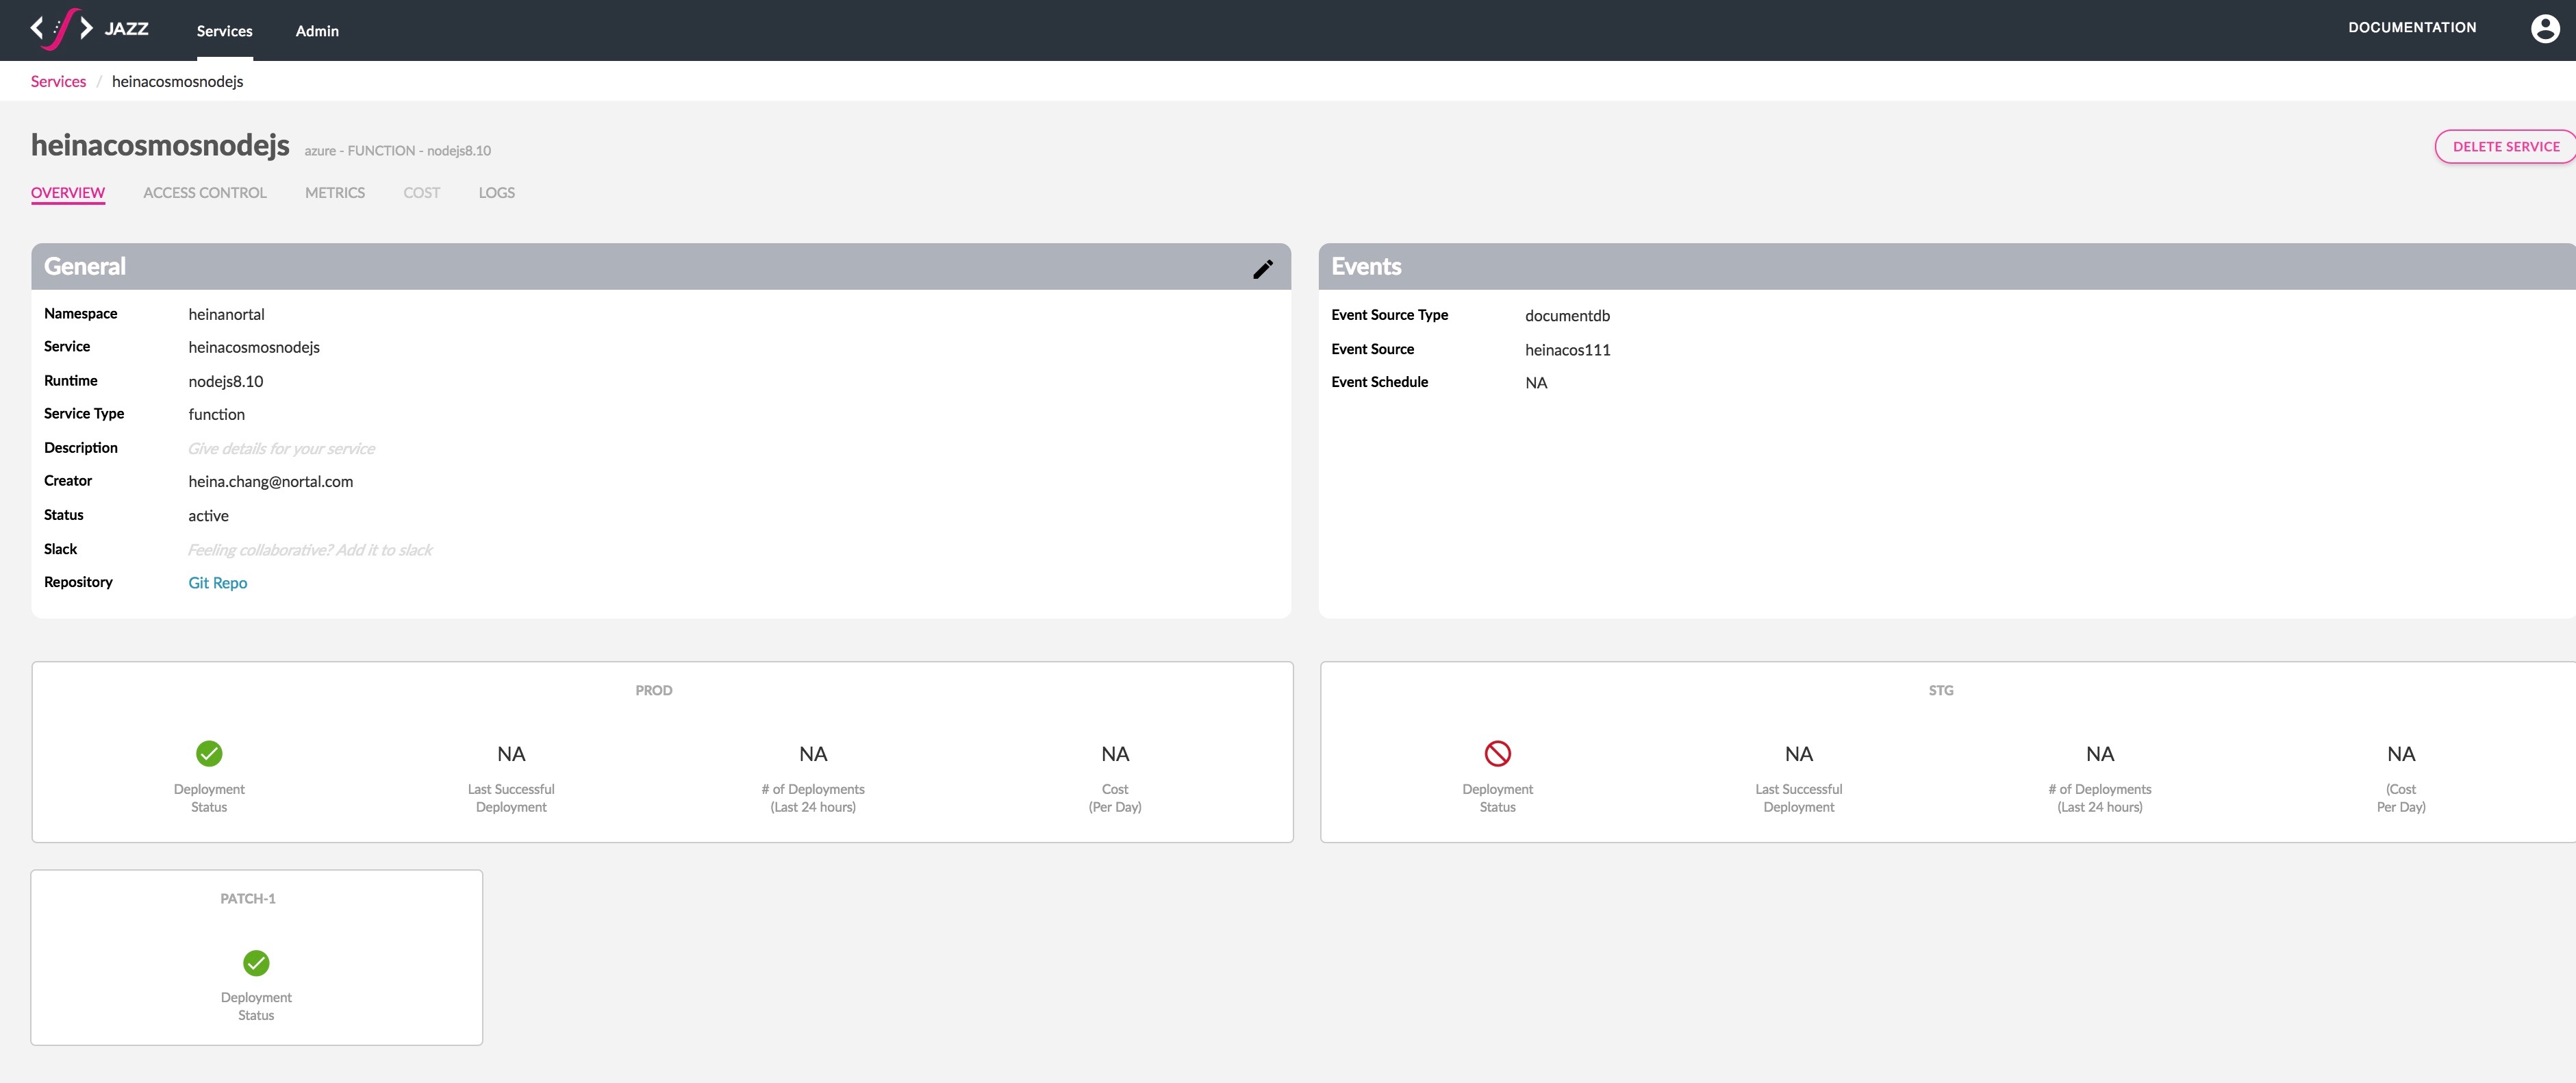 JAZZ Services Admin DOCUMENTATION
Services / heinacosmosnodejs
heinacosmosnodejs azure - FUNCTION - nodejs8.10
DELETE SERVICE
OVERVIEW ACCESS CONTROL METRICS COST LOGS
General
Namespace heinanortal
Service heinacosmosnodejs
Runtime nodejs8.10
Service Type function
Description Give details for your service
Creator heina.chang@nortal.com
Status active
Slack Feeling collaborative? Add it to slack
Repository Git Repo
Events
Event Source Type documentdb
Event Source heinacos111
Event Schedule NA
PROD
NA NA NA
Deployment Last Successful # of Deployments Cost
Status Deployment (Last 24 hours) (Per Day)
STG
NA NA NA
Deployment Last Successful # of Deployments (Cost
Status Deployment (Last 24 hours) Per Day)
PATCH-1
Deployment
Status